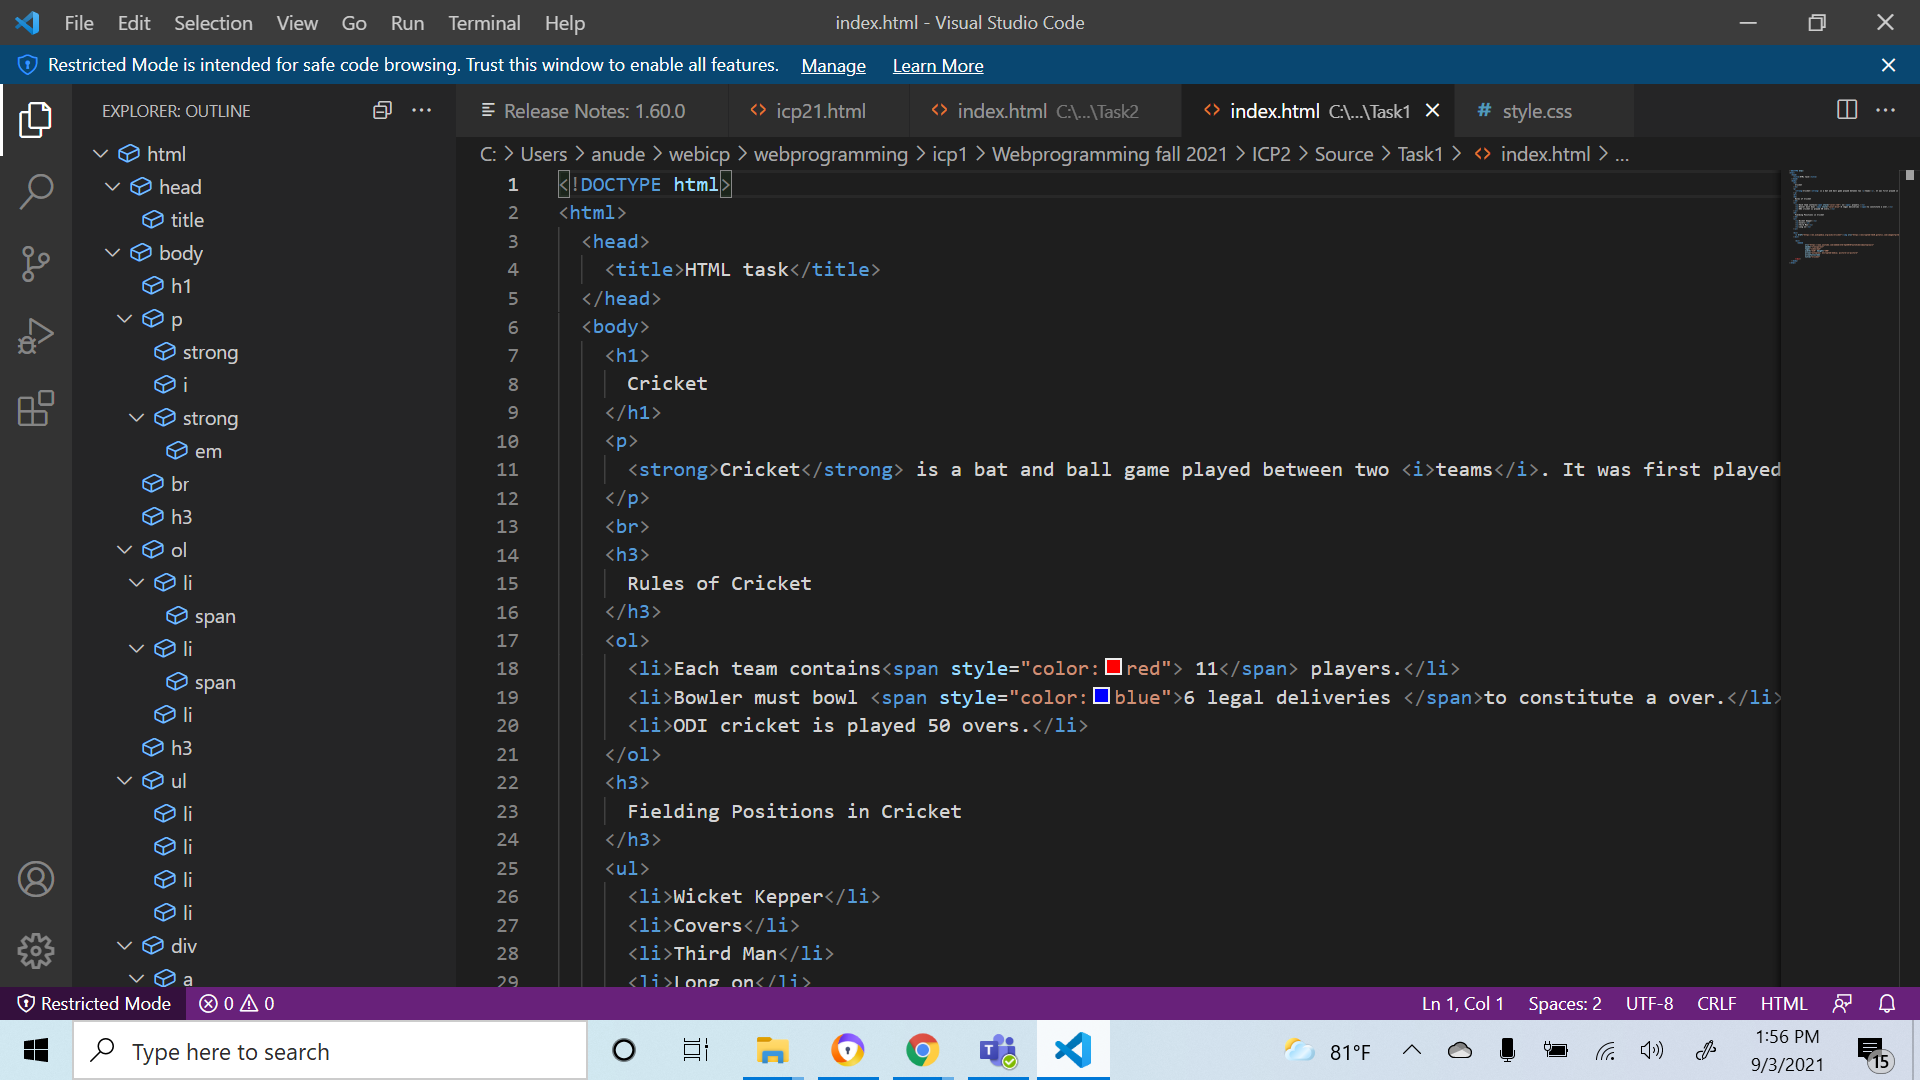 File Edit Selection View Go Run Terminal Help index.html - Visual Studio Code
Restricted Mode is intended for safe code browsing. Trust this window to enable all features. Manage Learn More
EXPLORER: OUTLINE
html
head
title
body
h1
p
strong
i
strong
em
br
h3
ol
li
span
li
span
li
h3
ul
li
li
li
li
div
a
Release Notes: 1.60.0 icp21.html index.html C:\...\Task2 index.html C:\...\Task1 style.css
C: > Users > anude > webicp > webprogramming > icp1 > Webprogramming fall 2021 > ICP2 > Source > Task1 > index.html > ...
1 <!DOCTYPE html>
2 <html>
3 <head>
4 <title>HTML task</title>
5 </head>
6 <body>
7 <h1>
8 Cricket
9 </h1>
10 <p>
11 <strong>Cricket</strong> is a bat and ball game played between two <i>teams</i>. It was first played
12 </p>
13 <br>
14 <h3>
15 Rules of Cricket
16 </h3>
17 <ol>
18 <li>Each team contains<span style="color:red"> 11</span> players.</li>
19 <li>Bowler must bowl <span style="color:blue">6 legal deliveries </span>to constitute a over.</li>
20 <li>ODI cricket is played 50 overs.</li>
21 </ol>
22 <h3>
23 Fielding Positions in Cricket
24 </h3>
25 <ul>
26 <li>Wicket Kepper</li>
27 <li>Covers</li>
28 <li>Third Man</li>
29 <li>Long on</li>
Restricted Mode 0 0 Ln 1, Col 1 Spaces: 2 UTF-8 CRLF HTML
Type here to search 81°F 1:56 PM
9/3/2021 15